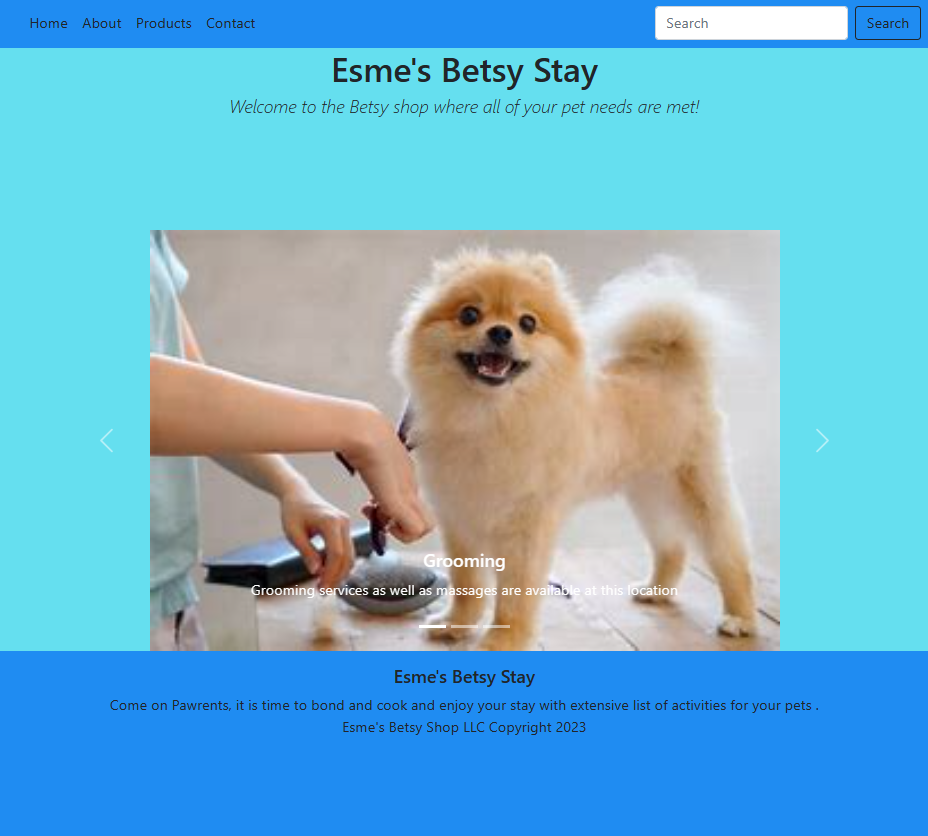 Home About Products Contact Search Search
Esme's Betsy Stay
Welcome to the Betsy shop where all of your pet needs are met!
Grooming
Grooming services as well as massages are available at this location
Esme's Betsy Stay
Come on Pawrents, it is time to bond and cook and enjoy your stay with extensive list of activities for your pets .
Esme's Betsy Shop LLC Copyright 2023